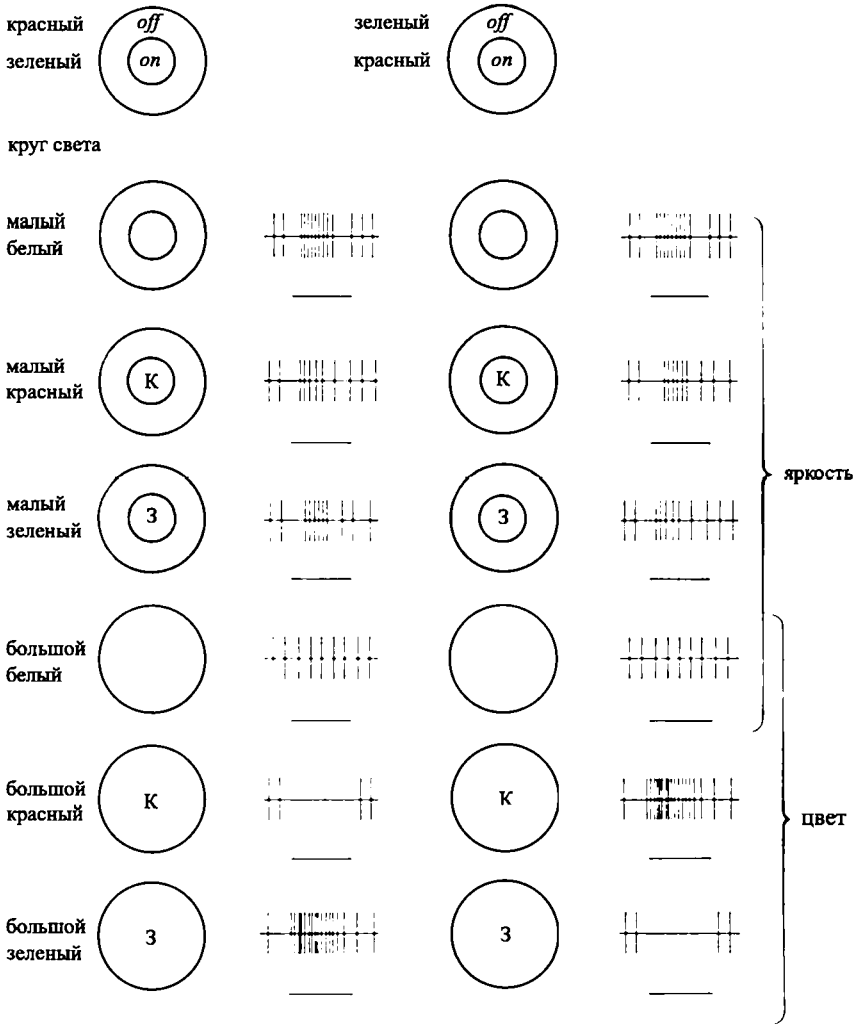 красный off зеленый off
зеленый on красный on
круг света
малый
белый
малый К К
красный
яркость
малый З З
зеленый
большой
белый
большой К К
красный
цвет
большой З З
зеленый